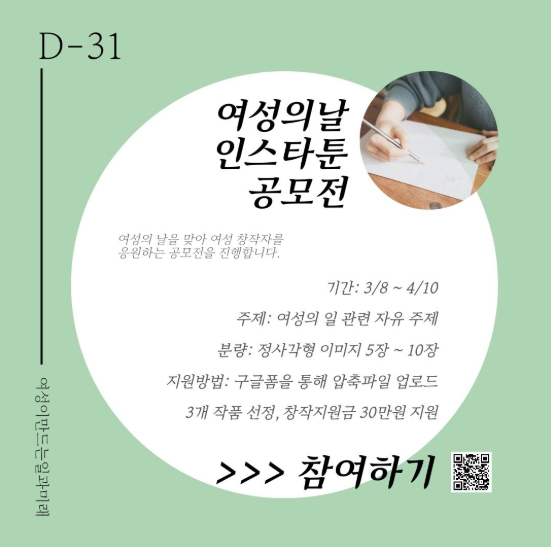 D-31
여성의날
인스타툰
공모전
여성의 날을 맞아 여성 창작자를
응원하는 공모전을 진행합니다.
기간: 3/8 ~ 4/10
주제: 여성의 일 관련 자유 주제
분량: 정사각형 이미지 5장 ~ 10장
지원방법: 구글폼을 통해 압축파일 업로드
3개 작품 선정, 창작지원금 30만원 지원
>>> 참여하기
여성이만드는일과미래